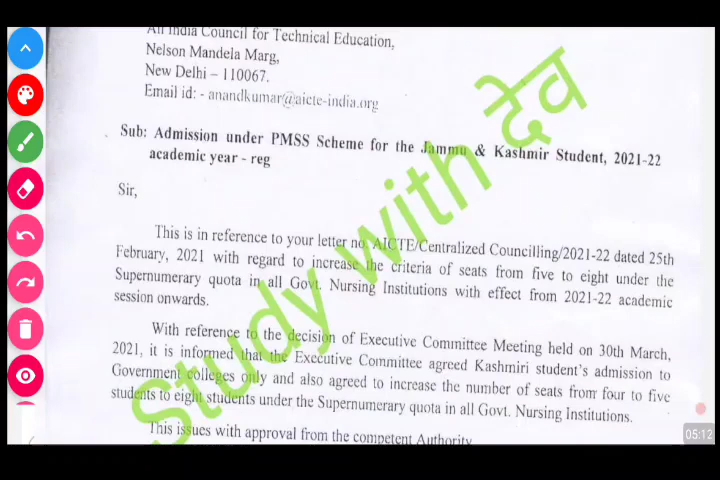 All India Council for Technical Education,
Nelson Mandela Marg,
New Delhi – 110067.
Email id: - anandkumar@aicte-india.org
Sub: Admission under PMSS Scheme for the Jammu & Kashmir Student, 2021-22
academic year - reg
Sir,
This is in reference to your letter no. AICTE/Centralized Councilling/2021-22 dated 25th
February, 2021 with regard to increase the criteria of seats from five to eight under the
Supernumerary quota in all Govt. Nursing Institutions with effect from 2021-22 academic
session onwards.
With reference to the decision of Executive Committee Meeting held on 30th March,
2021, it is informed that the Executive Committee agreed Kashmiri student's admission to
Government colleges only and also agreed to increase the number of seats from four to five
students to eight students under the Supernumerary quota in all Govt. Nursing Institutions.
This issues with approval from the competent Authority
Study with देव
05:12